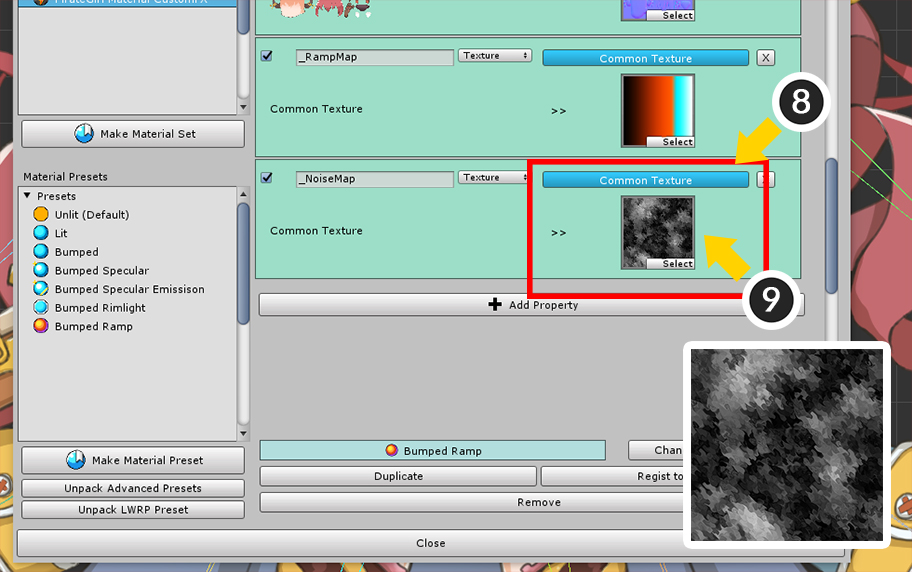 PirateGirl Material CustomFX
Select
_RampMap
Texture
Common Texture
X
Common Texture
>>
Select
8
Make Material Set
Material Presets
Presets
Unlit (Default)
Lit
Bumped
Bumped Specular
Bumped Specular Emissison
Bumped Rimlight
Bumped Ramp
_NoiseMap
Texture
Common Texture
Common Texture
>>
Select
9
Add Property
Make Material Preset
Unpack Advanced Presets
Unpack LWRP Preset
Bumped Ramp
Chan
Duplicate
Regist to
Remove
Close